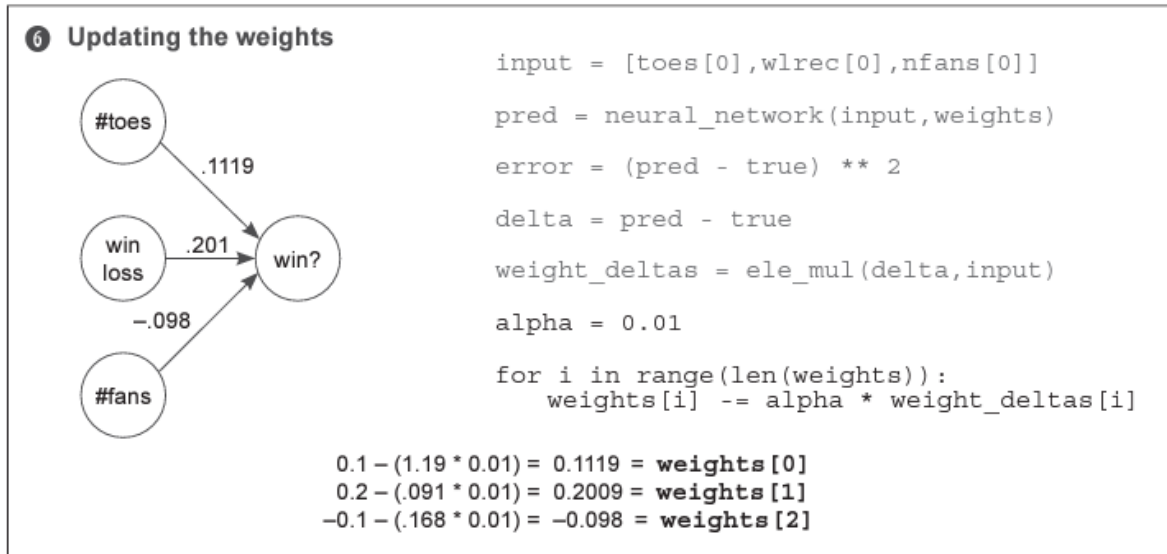 6 Updating the weights
#toes
.1119
win
loss
.201
win?
–.098
#fans
input = [toes[0],wlrec[0],nfans[0]]
pred = neural_network(input,weights)
error = (pred - true) ** 2
delta = pred - true
weight_deltas = ele_mul(delta,input)
alpha = 0.01
for i in range(len(weights)):
weights[i] -= alpha * weight_deltas[i]
0.1 – (1.19 * 0.01) = 0.1119 = weights[0]
0.2 – (.091 * 0.01) = 0.2009 = weights[1]
–0.1 – (.168 * 0.01) = –0.098 = weights[2]